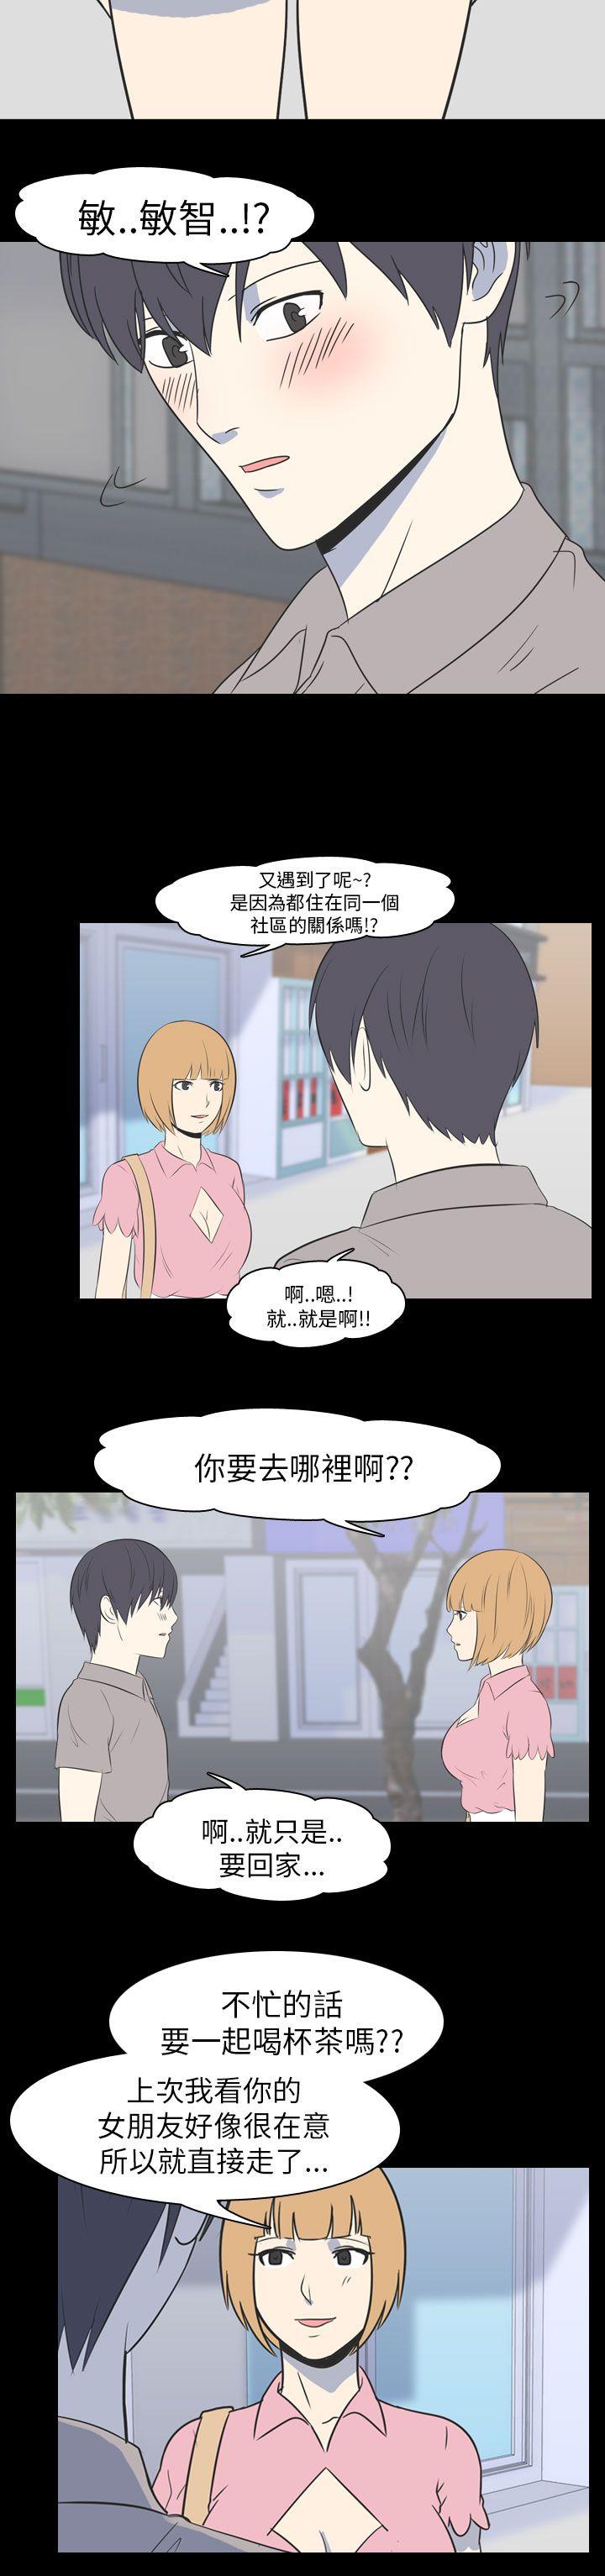 敏..敏智..!?
又遇到了呢~?
是因為都住在同一個
社區的關係嗎!?
啊..嗯..!
就..就是啊!!
你要去哪裡啊??
啊..就只是..
要回家...
不忙的話
要一起喝杯茶嗎??
上次我看你的
女朋友好像很在意
所以就直接走了...